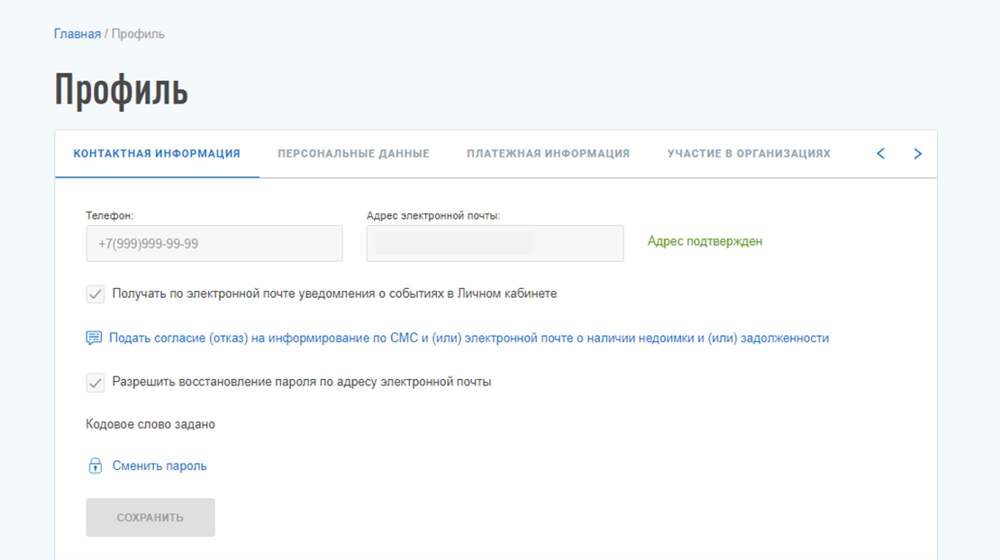 Главная / Профиль
Профиль
КОНТАКТНАЯ ИНФОРМАЦИЯ ПЕРСОНАЛЬНЫЕ ДАННЫЕ ПЛАТЕЖНАЯ ИНФОРМАЦИЯ УЧАСТИЕ В ОРГАНИЗАЦИЯХ
Телефон: Адрес электронной почты:
+7(999)999-99-99 Адрес подтвержден
Получать по электронной почте уведомления о событиях в Личном кабинете
Подать согласие (отказ) на информирование по СМС и (или) электронной почте о наличии недоимки и (или) задолженности
Разрешить восстановление пароля по адресу электронной почты
Кодовое слово задано
Сменить пароль
СОХРАНИТЬ